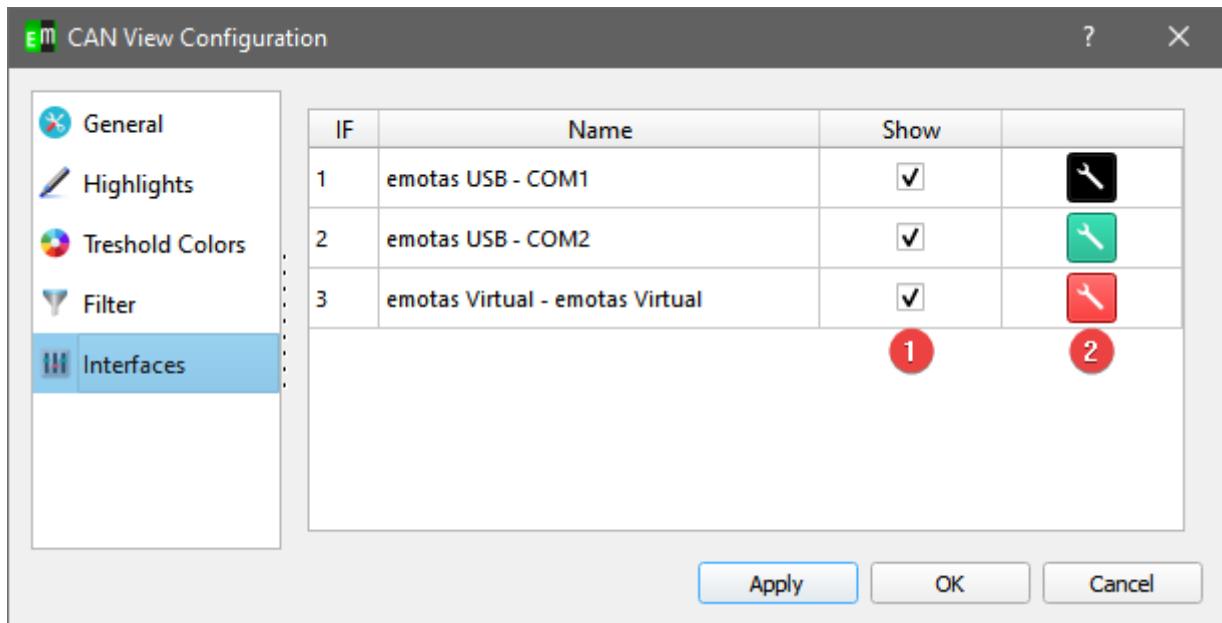 Em CAN View Configuration ? ×
General
Highlights
Treshold Colors
Filter
Interfaces
IF Name Show
1 emotas USB - COM1
2 emotas USB - COM2
3 emotas Virtual - emotas Virtual
1 2
Apply OK Cancel